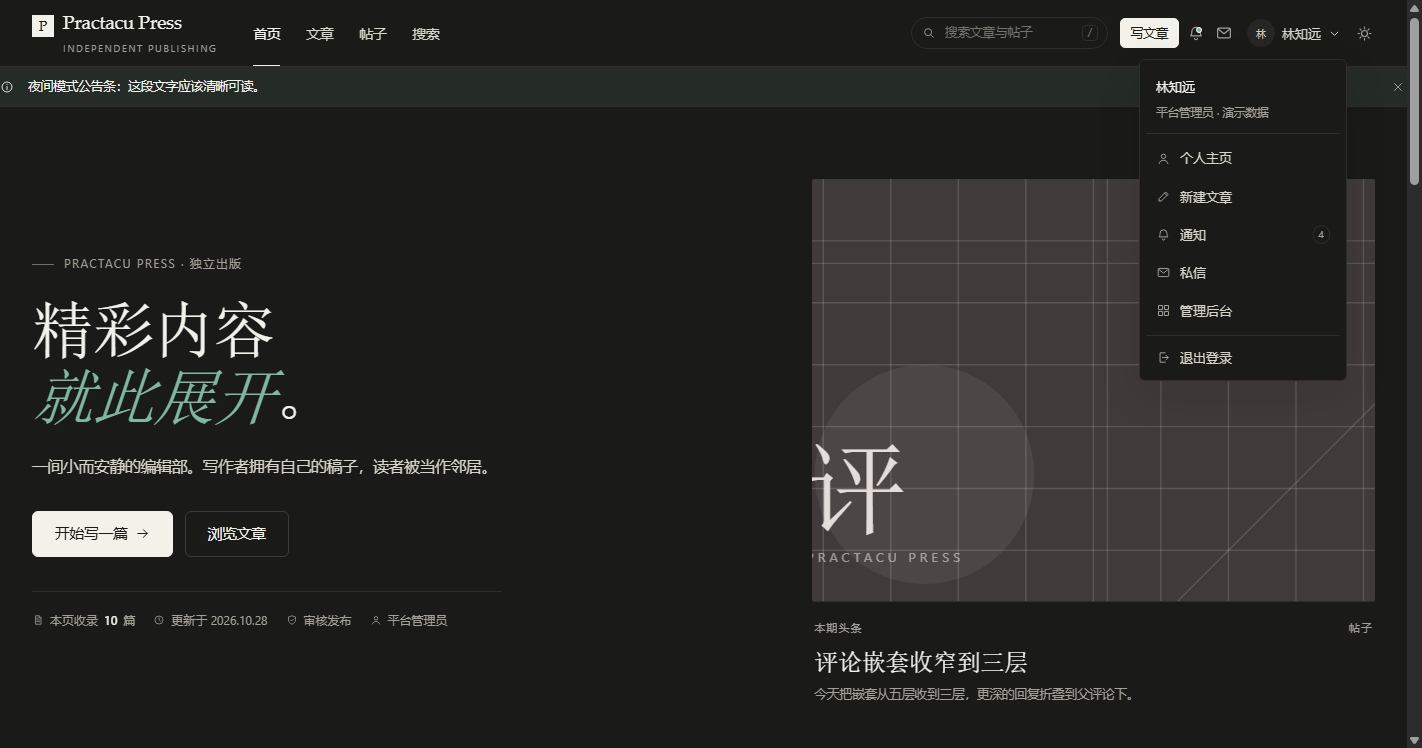 P Practacu Press
INDEPENDENT PUBLISHING
首页 文章 帖子 搜索
搜索文章与帖子 /
写文章
林 林知远
夜间模式公告条：这段文字应该清晰可读。
林知远
平台管理员 · 演示数据
个人主页
新建文章
通知 4
私信
管理后台
退出登录
PRACTACU PRESS · 独立出版
精彩内容
就此展开。
一间小而安静的编辑部。写作者拥有自己的稿子，读者被当作邻居。
开始写一篇 →
浏览文章
本页收录 10 篇 更新于 2026.10.28 审核发布 平台管理员
评
PRACTACU PRESS
本期头条 帖子
评论嵌套收窄到三层
今天把嵌套从五层收到三层，更深的回复折叠到父评论下。